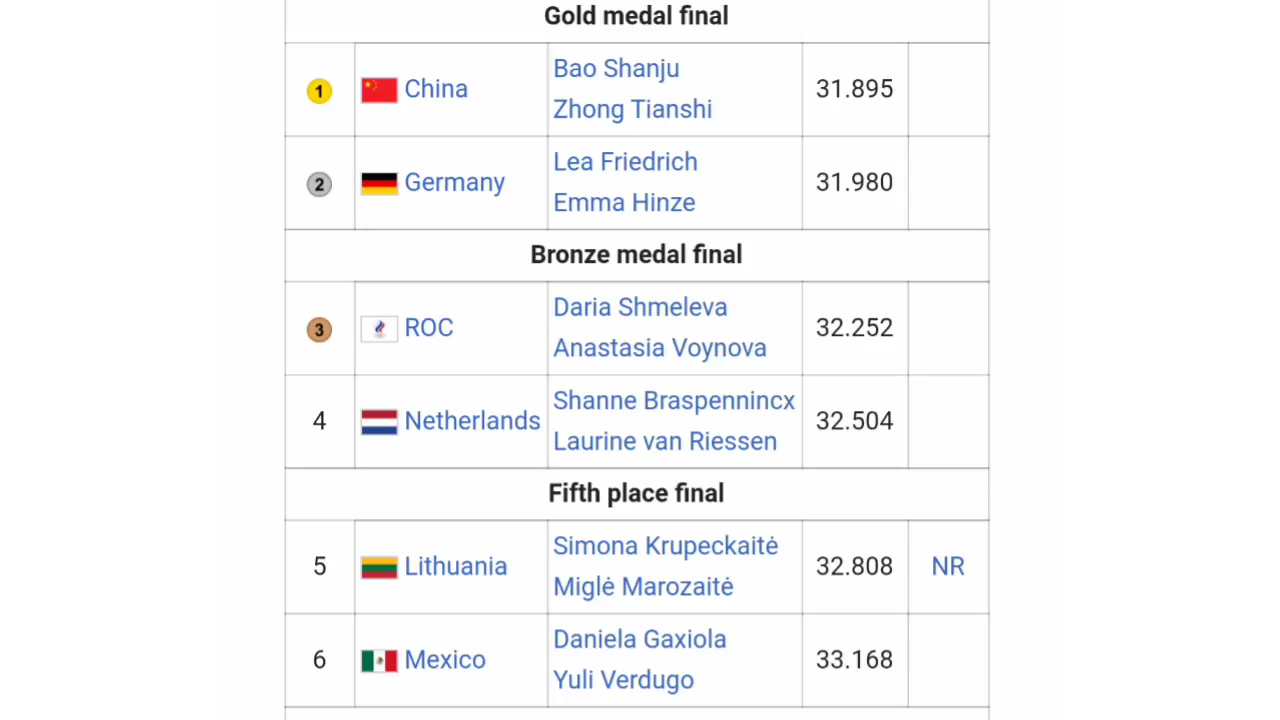 Gold medal final
1 China Bao Shanju 31.895
Zhong Tianshi
2 Germany Lea Friedrich 31.980
Emma Hinze
Bronze medal final
3 ROC Daria Shmeleva 32.252
Anastasia Voynova
4 Netherlands Shanne Braspennincx 32.504
Laurine van Riessen
Fifth place final
5 Lithuania Simona Krupeckaitė 32.808 NR
Miglė Marozaitė
6 Mexico Daniela Gaxiola 33.168
Yuli Verdugo